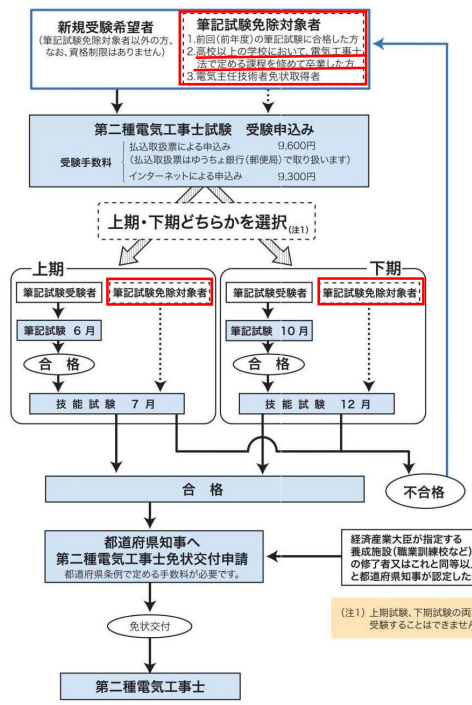 新規受験希望者
(筆記試験免除対象者以外の方、
なお、資格制限はありません)
筆記試験免除対象者
1.前回(前年度)の筆記試験に合格した方
2.高校以上の学校において、電気工事士
法で定める課程を修めて卒業した方
3.電気主任技術者免状取得者
第二種電気工事士試験 受験申込み
受験手数料
払込取扱票による申込み 9,600円
(払込取扱票はゆうちょ銀行(郵便局)で取り扱います)
インターネットによる申込み 9,300円
上期・下期どちらかを選択(注1)
上期
筆記試験受験者
筆記試験免除対象者
筆記試験 6月
合格
技能試験 7月
下期
筆記試験受験者
筆記試験免除対象者
筆記試験 10月
合格
技能試験 12月
合格
不合格
都道府県知事へ
第二種電気工事士免状交付申請
都道府県条例で定める手数料が必要です。
経済産業大臣が指定する
養成施設(職業訓練校など)
の修了者又はこれと同等以
と都道府県知事が認定した
(注1)上期試験、下期試験の両
受験することはできませ
免状交付
第二種電気工事士